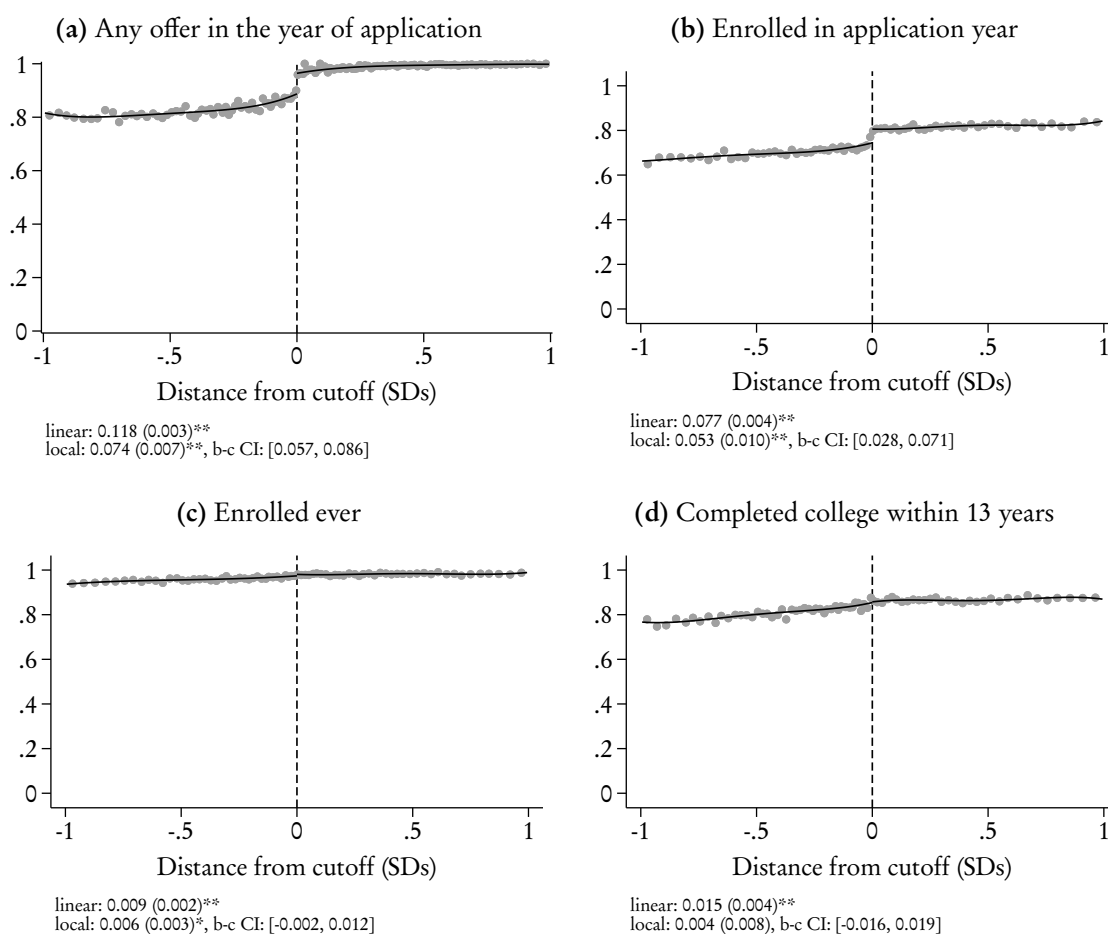 (a) Any offer in the year of application
1
.8
.6
.4
.2
0
-1 -.5 0 .5 1
Distance from cutoff (SDs)
linear: 0.118 (0.003)**
local: 0.074 (0.007)**, b-c CI: [0.057, 0.086]
(b) Enrolled in application year
1
.8
.6
.4
.2
0
-1 -.5 0 .5 1
Distance from cutoff (SDs)
linear: 0.077 (0.004)**
local: 0.053 (0.010)**, b-c CI: [0.028, 0.071]
(c) Enrolled ever
1
.8
.6
.4
.2
0
-1 -.5 0 .5 1
Distance from cutoff (SDs)
linear: 0.009 (0.002)**
local: 0.006 (0.003)*, b-c CI: [-0.002, 0.012]
(d) Completed college within 13 years
1
.8
.6
.4
.2
0
-1 -.5 0 .5 1
Distance from cutoff (SDs)
linear: 0.015 (0.004)**
local: 0.004 (0.008), b-c CI: [-0.016, 0.019]